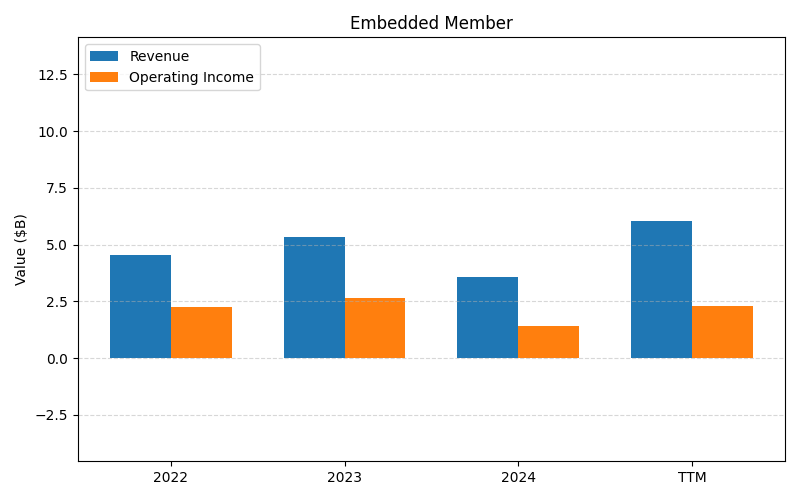 Embedded Member
Revenue
Operating Income
Value ($B)
12.5
10.0
7.5
5.0
2.5
0.0
−2.5
2022
2023
2024
TTM